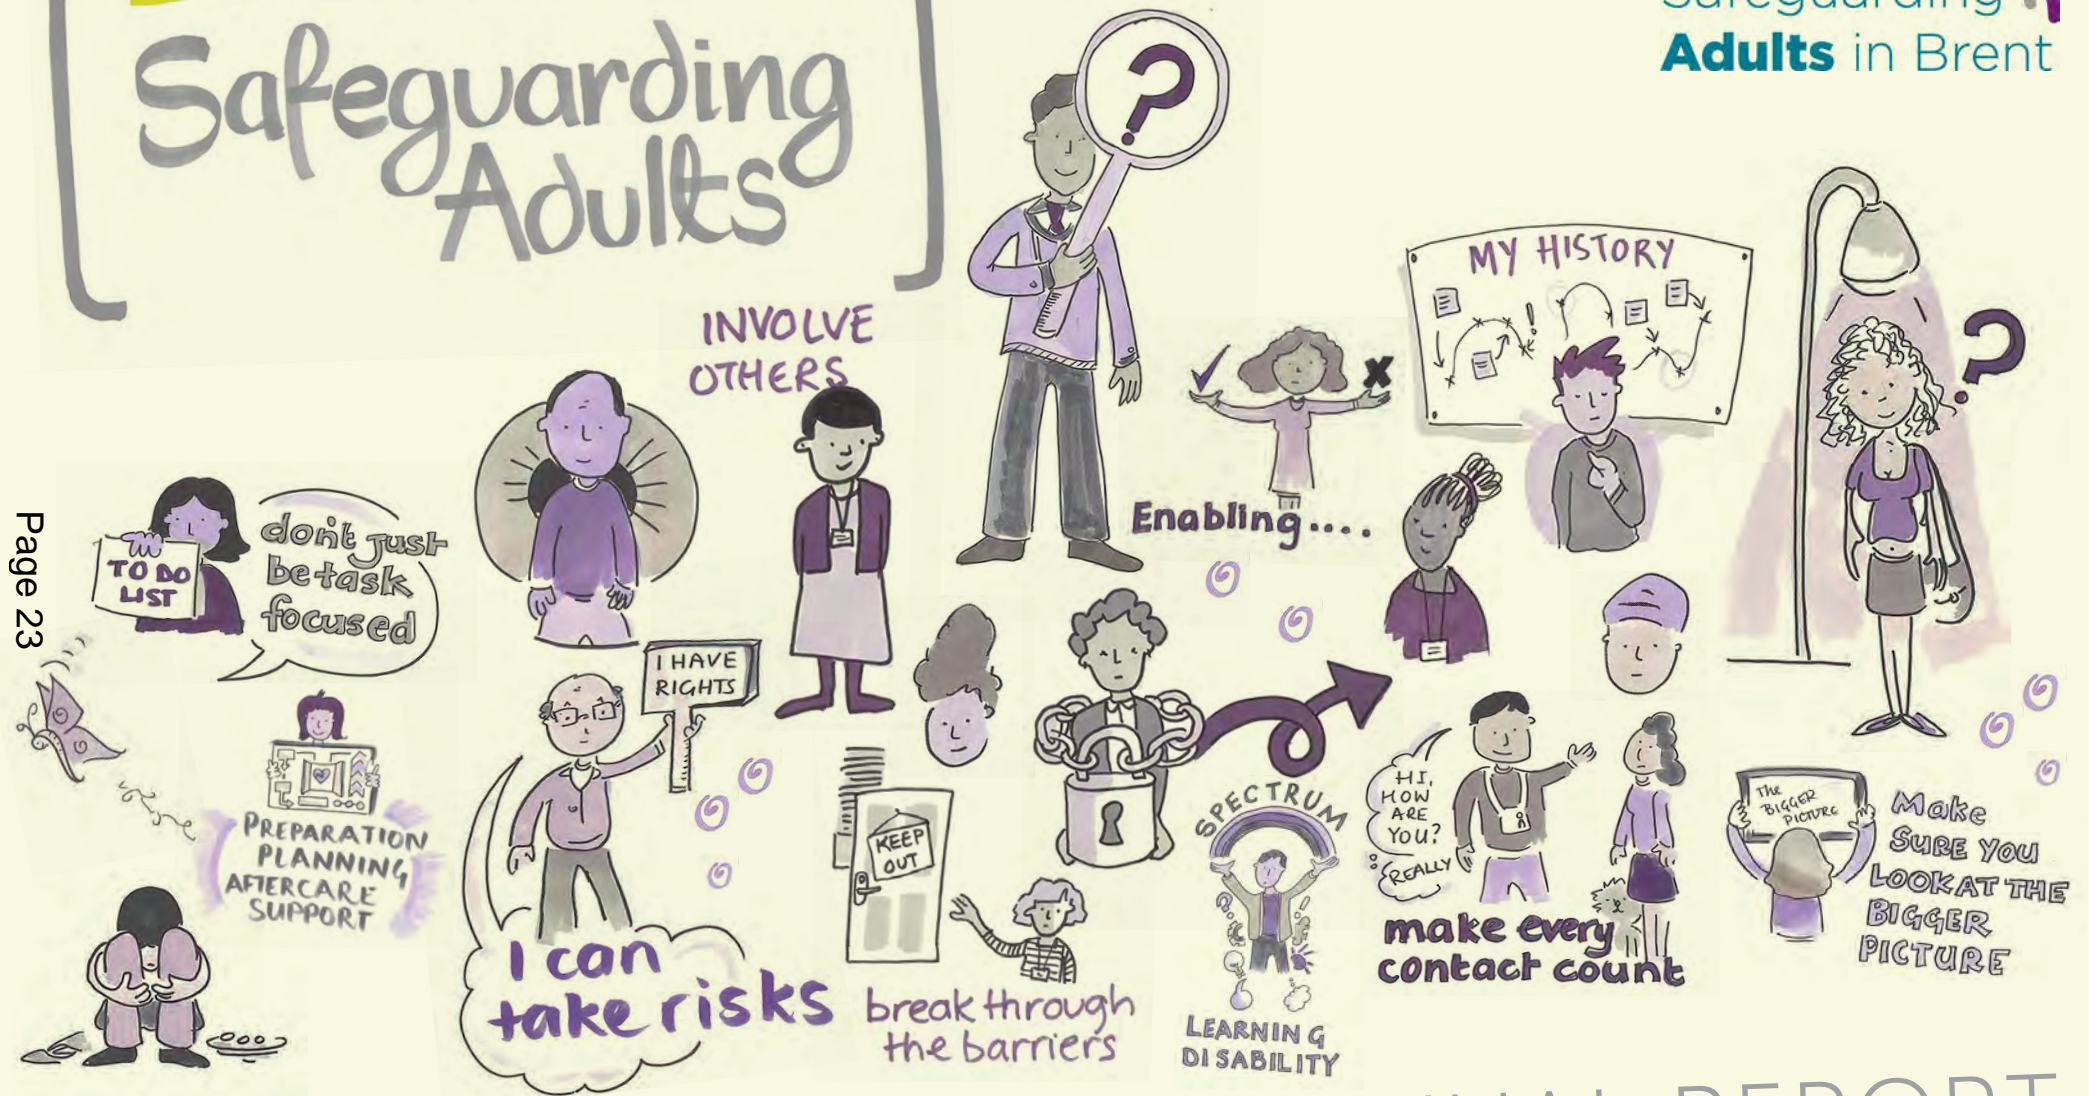 Safeguarding
Adults
Safeguarding
Adults in Brent
Page 23
INVOLVE
OTHERS
MY HISTORY
Enabling....
TO DO
LIST
don't just
be task
focused
I HAVE
RIGHTS
PREPARATION
PLANNING
AFTERCARE
SUPPORT
I can
take risks
KEEP
OUT
break through
the barriers
SPECTRUM
LEARNING
DISABILITY
HI,
HOW
ARE
YOU?
REALLY
make every
contact count
The
BIGGER
PICTURE
Make
SURE YOU
LOOK AT THE
BIGGER
PICTURE
REPORT